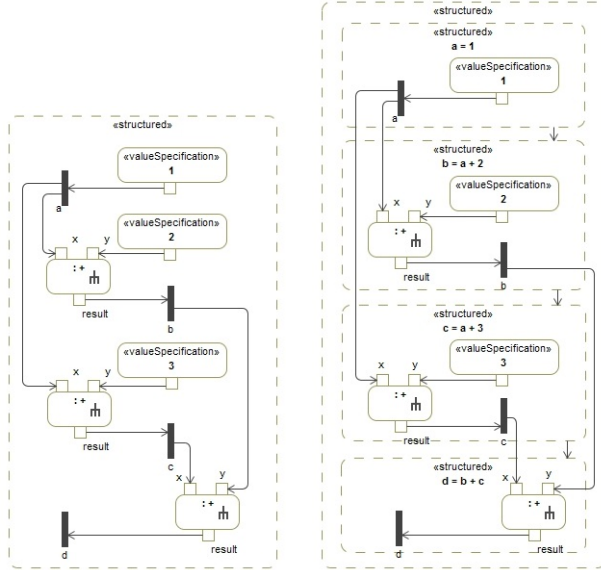 «structured»
«valueSpecification»
1
a
«valueSpecification»
2
x y
: +
result
b
«valueSpecification»
3
x y
: +
result
c
x y
: +
d
result
«structured»
«structured»
a = 1
«valueSpecification»
1
a
«structured»
b = a + 2
«valueSpecification»
2
x y
: +
result
b
«structured»
c = a + 3
«valueSpecification»
3
x y
: +
result
c
«structured»
d = b + c
x y
: +
d
result